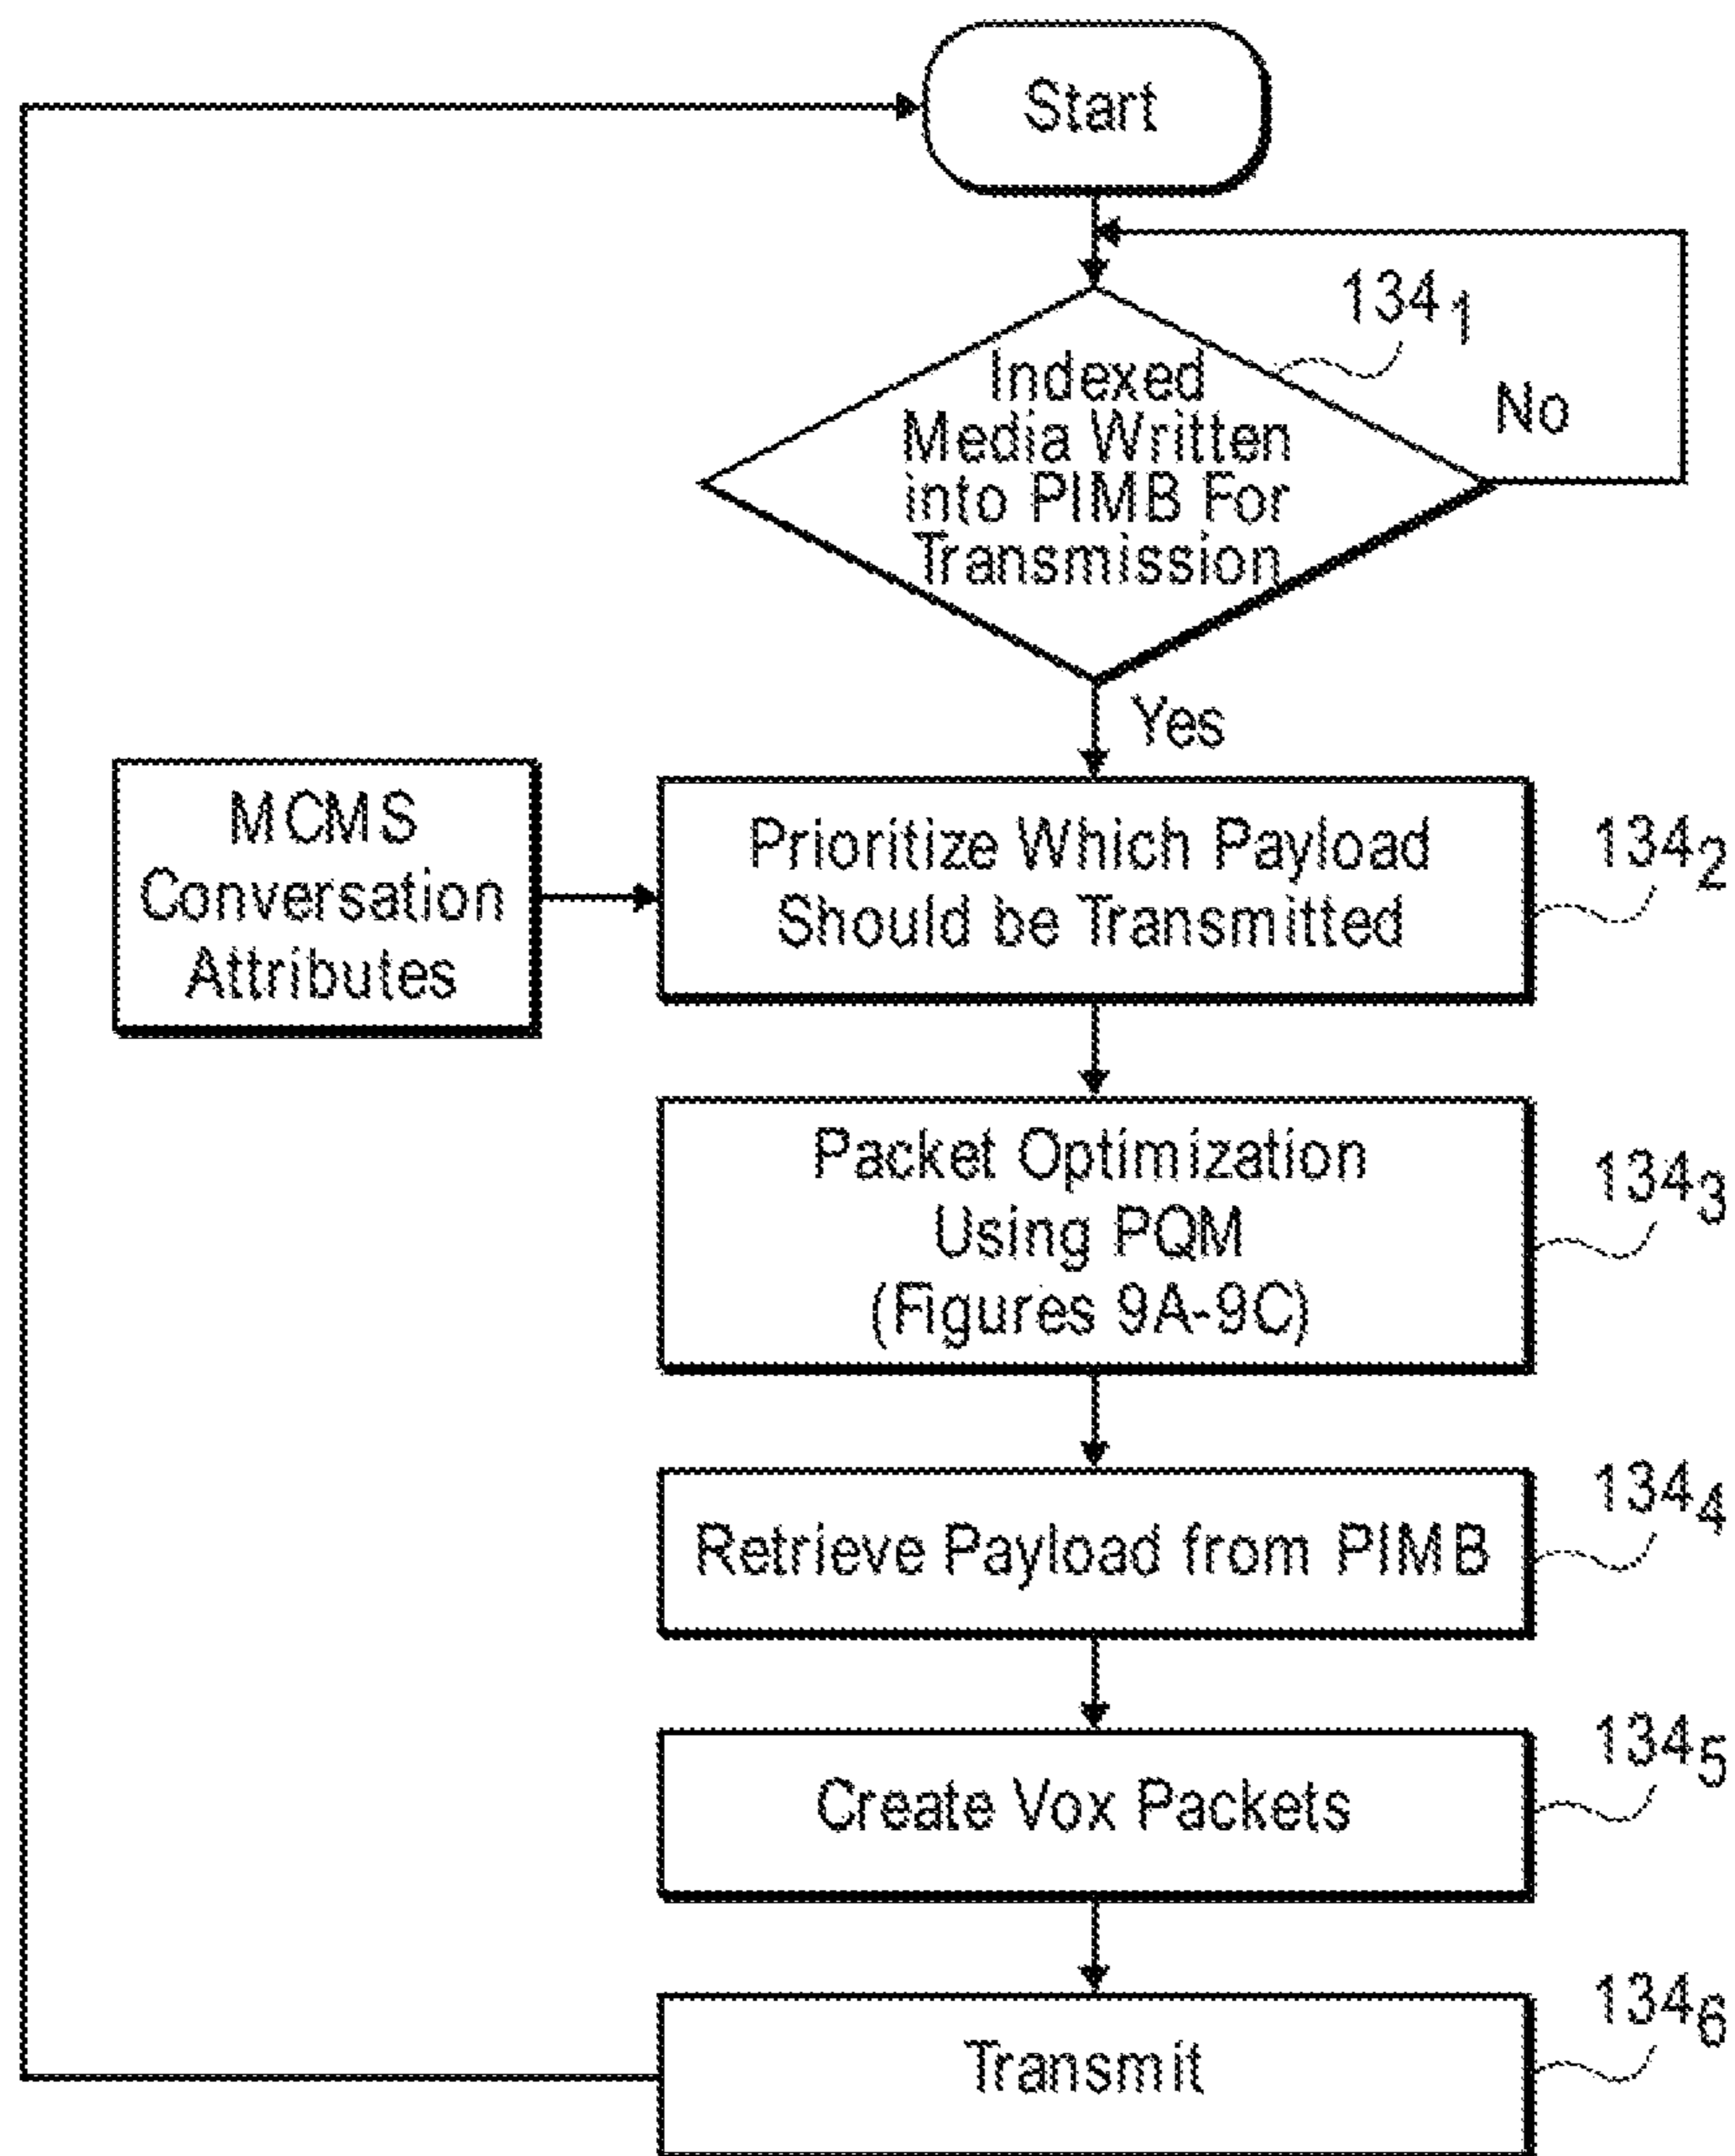 Start
134₁
Indexed
Media Written
into PIMB For
Transmission
No
Yes
MCMS
Conversation
Attributes
Prioritize Which Payload
Should be Transmitted
134₂
Packet Optimization
Using PQM
(Figures 9A-9C)
134₃
Retrieve Payload from PIMB
134₄
Create Vox Packets
134₅
Transmit
134₆